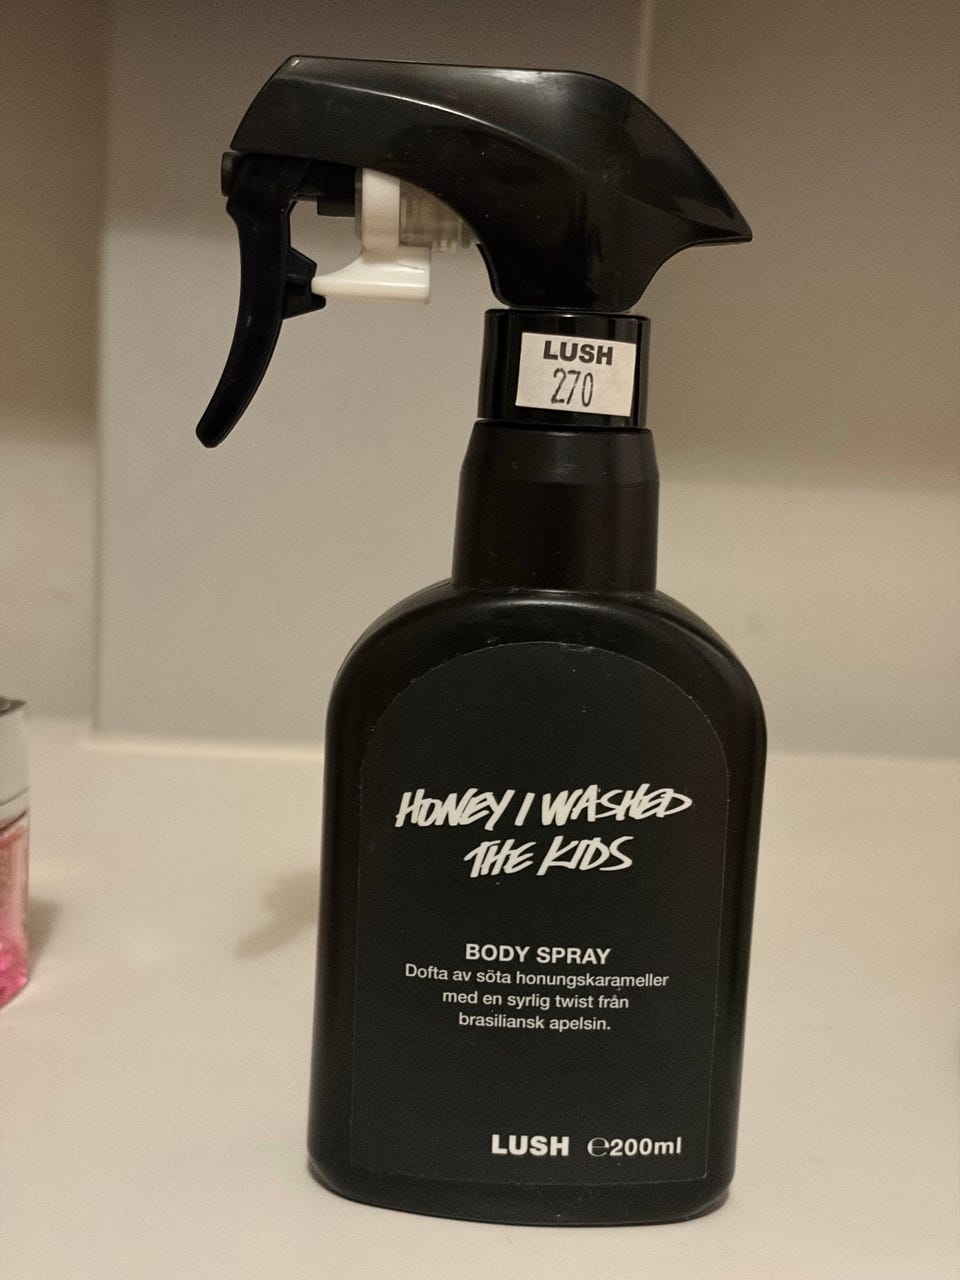 LUSH
270
HONEY I WASHED
THE KIDS
BODY SPRAY
Dofta av söta honungskarameller
med en syrlig twist från
brasiliansk apelsin.
LUSH ℮200ml